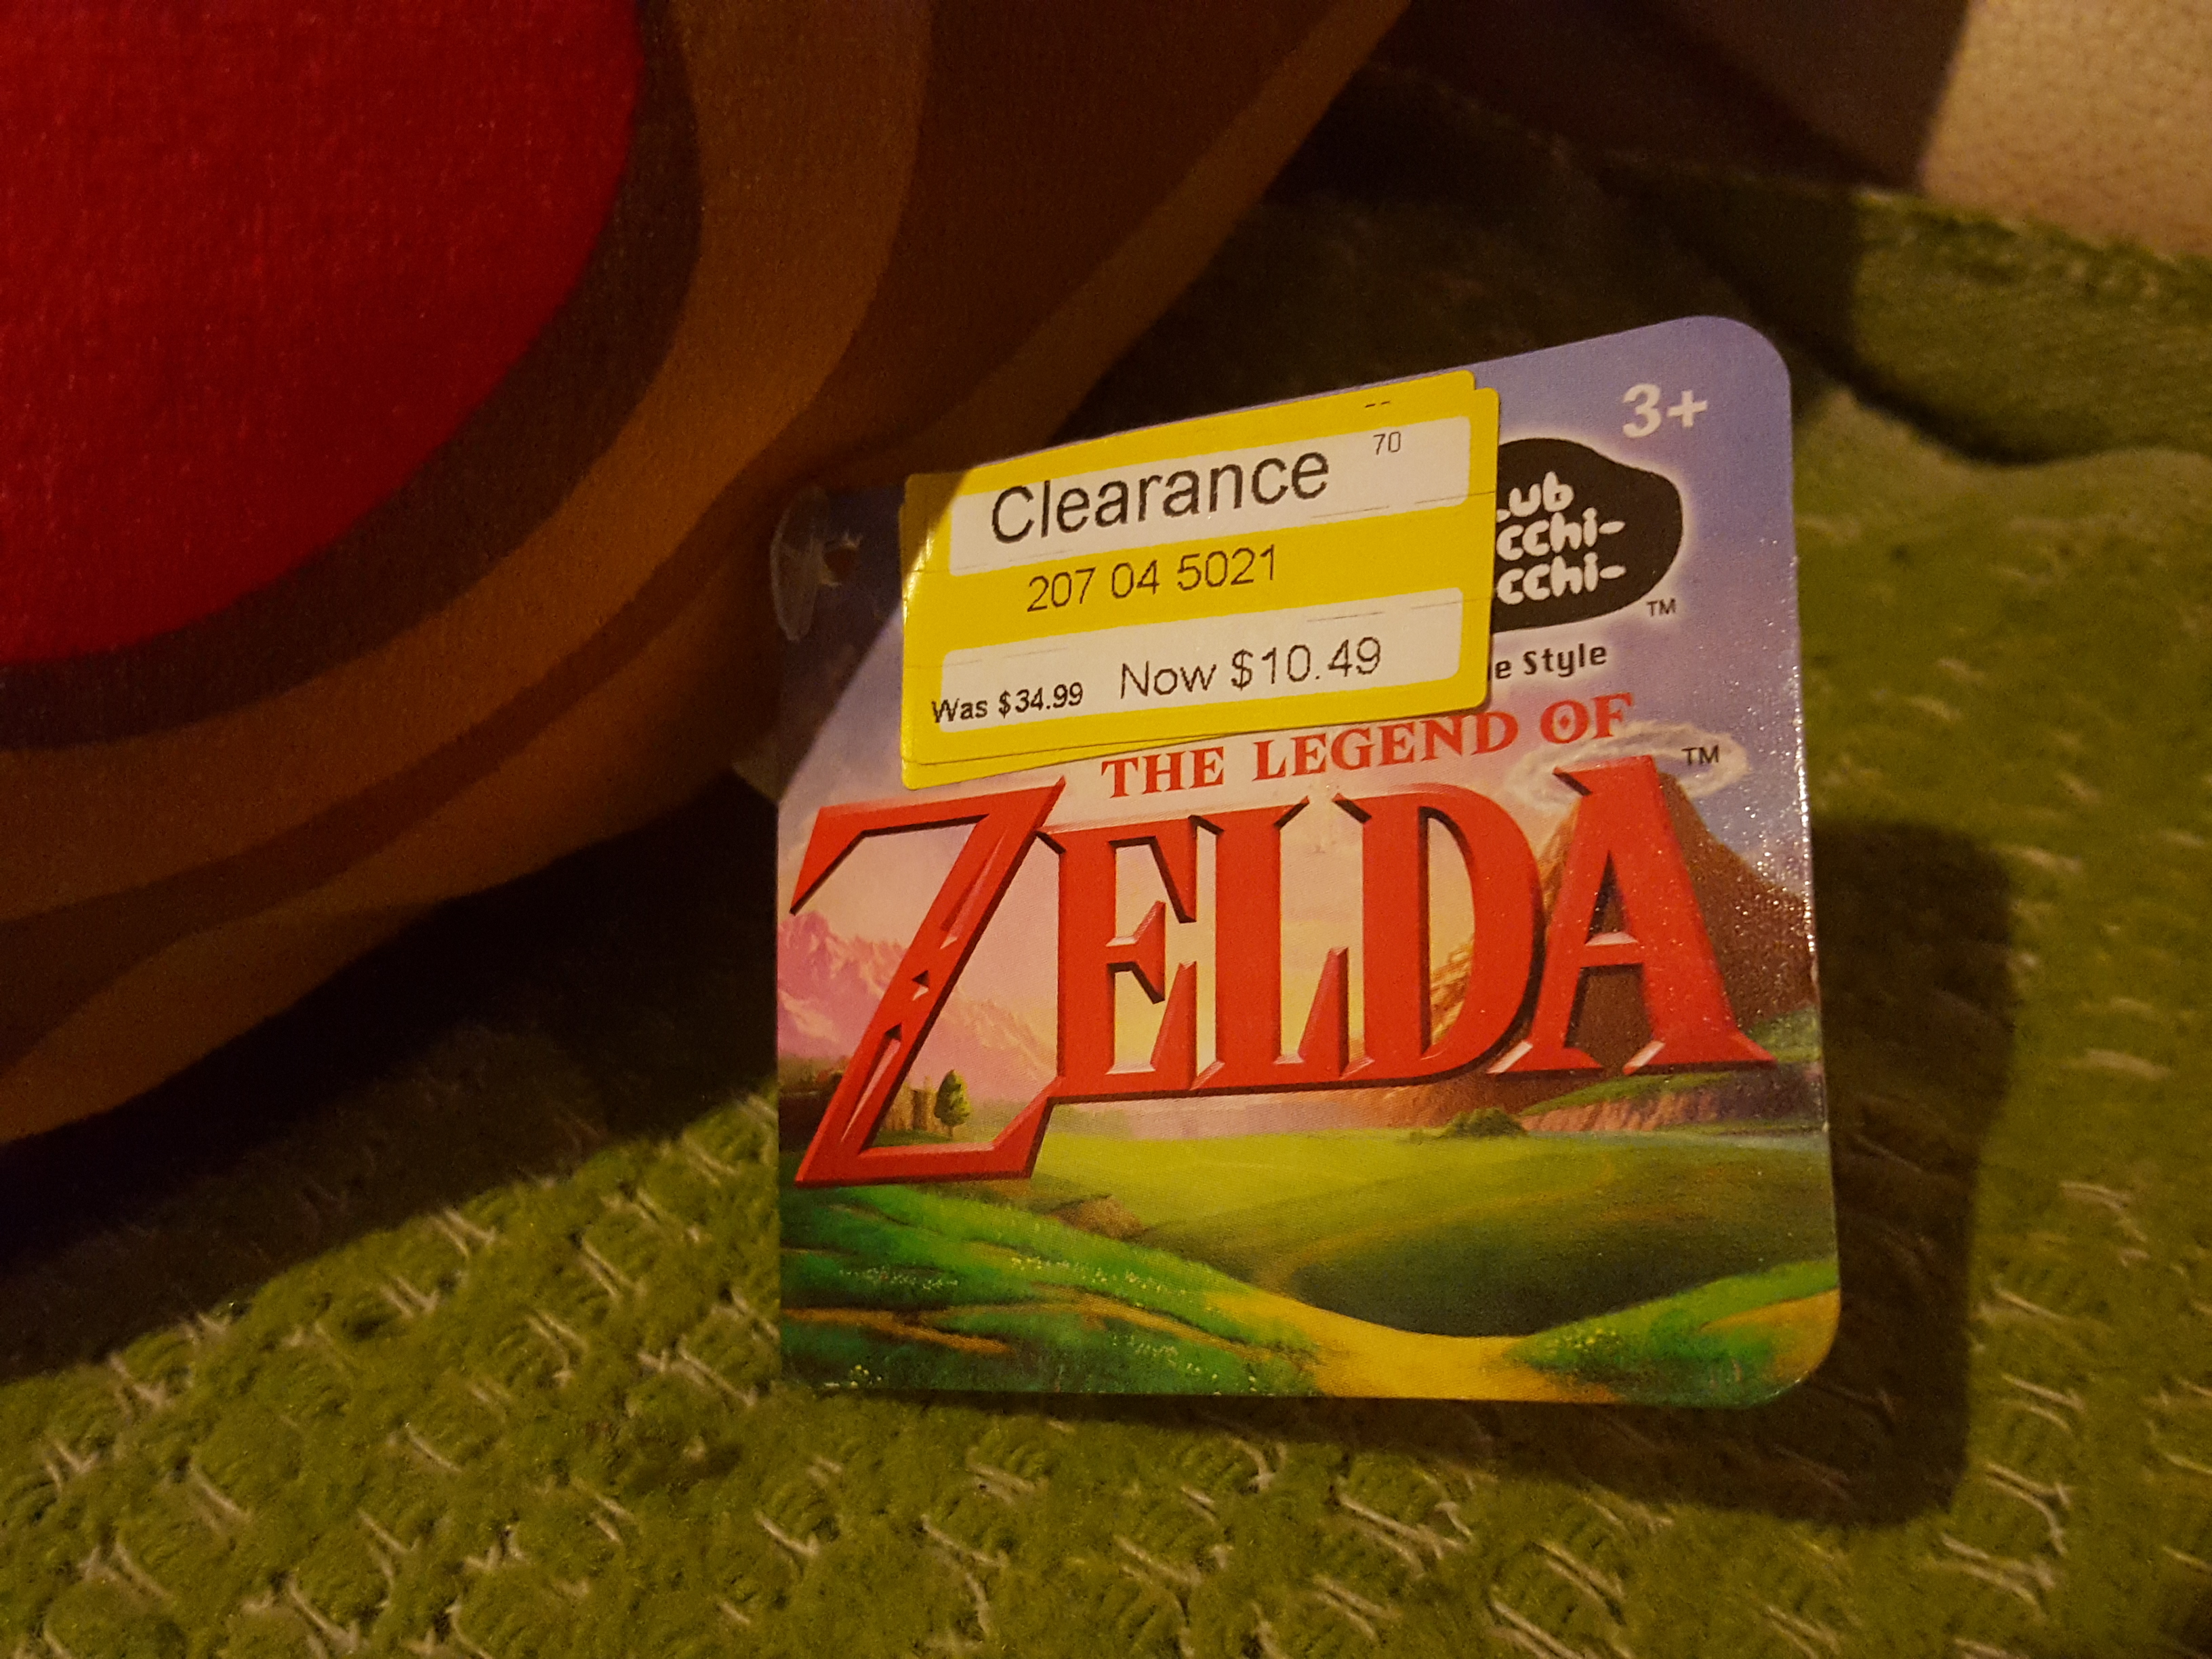 3+
Clearance 70
207 04 5021
Was $34.99 Now $10.49
ub
cchi-
cchi-
TM
e Style
THE LEGEND OF
ZELDA TM